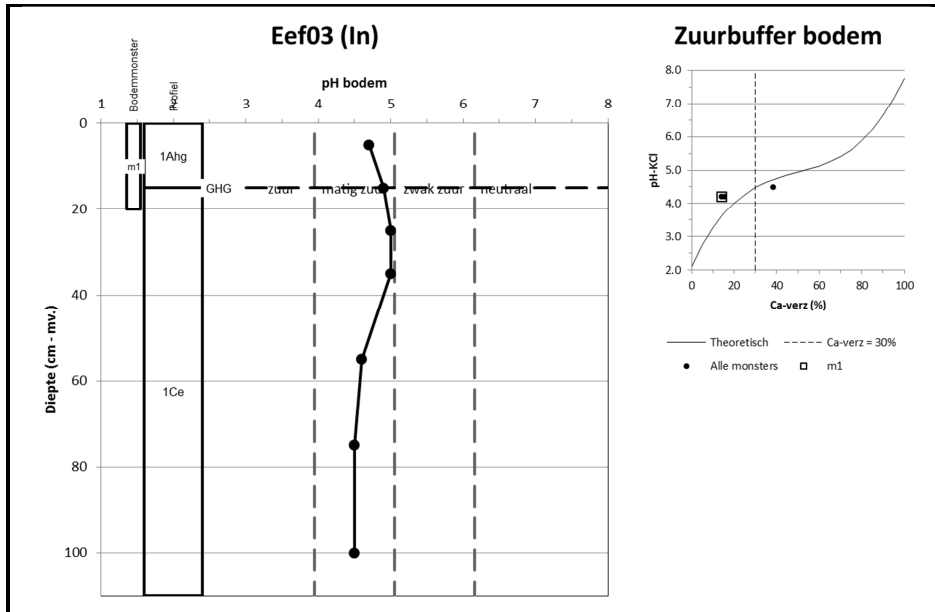 Eef03 (In)
Bodemmonster
Profiel
pH bodem
1 2 3 4 5 6 7 8
0
20
40
60
80
100
Diepte (cm - mv.)
m1
1Ahg
1Ce
GHG zuur matig zuur zwak zuur neutraal
Zuurbuffer bodem
8.0
7.0
6.0
5.0
4.0
3.0
2.0
pH-KCl
0 20 40 60 80 100
Ca-verz (%)
Theoretisch Ca-verz = 30%
Alle monsters m1